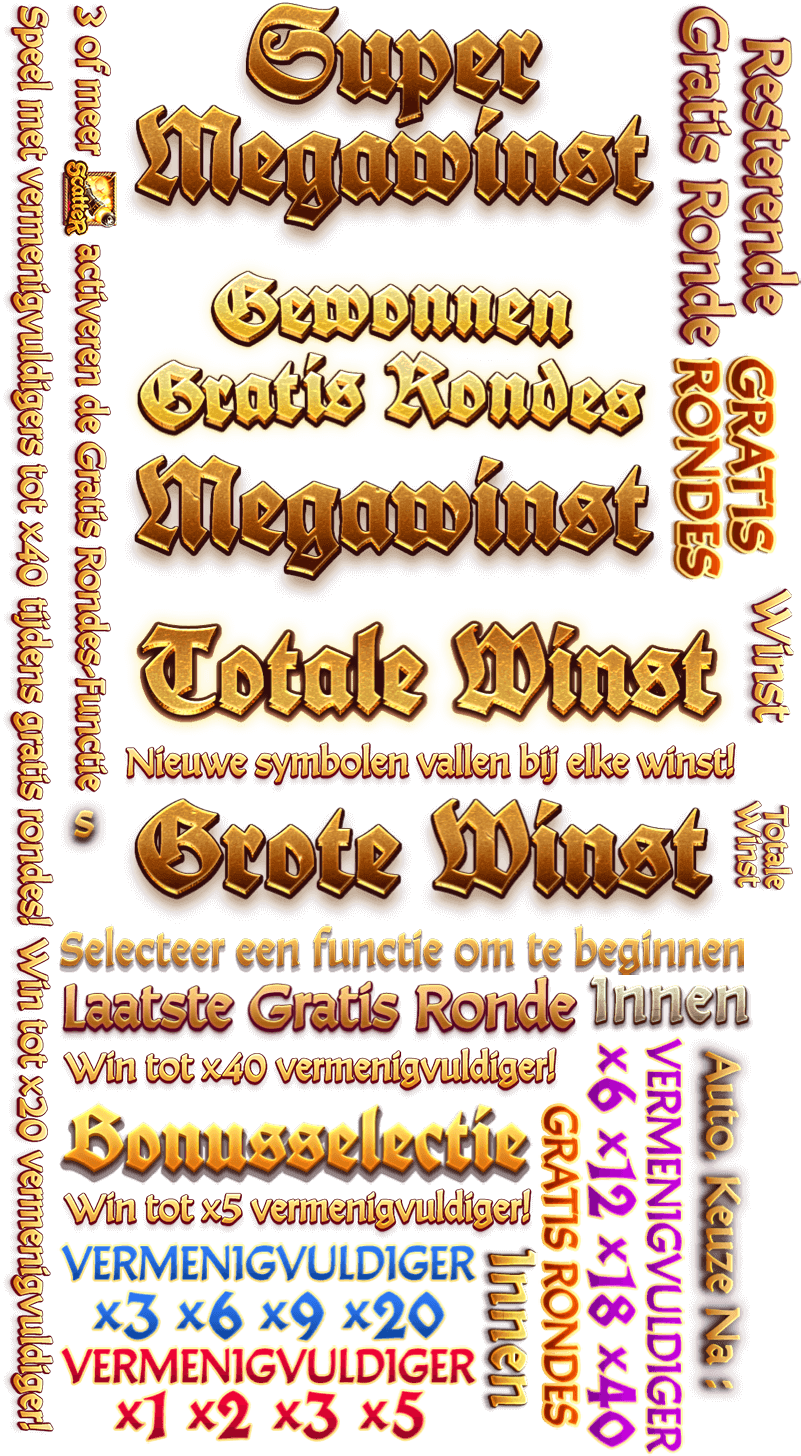 Super
Megawinst
Gewonnen
Gratis Rondes
Megawinst
Totale Winst
Nieuwe symbolen vallen bij elke winst!
Grote Winst
Selecteer een functie om te beginnen
Laatste Gratis Ronde
Innen
Win tot x40 vermenigvuldiger!
Bonusselectie
Win tot x5 vermenigvuldiger!
VERMENIGVULDIGER
x3 x6 x9 x20
VERMENIGVULDIGER
x1 x2 x3 x5
Speel met vermenigvuldigers tot x40 tijdens gratis rondes!
Win tot x20 vermenigvuldiger!
3 of meer SCATTER activeren de Gratis Rondes-functie
s
Resterende
Gratis Ronde
GRATIS
RONDES
Winst
Totale
Winst
Auto. Keuze Na :
VERMENIGVULDIGER
x6 x12 x18 x40
GRATIS RONDES
Innen